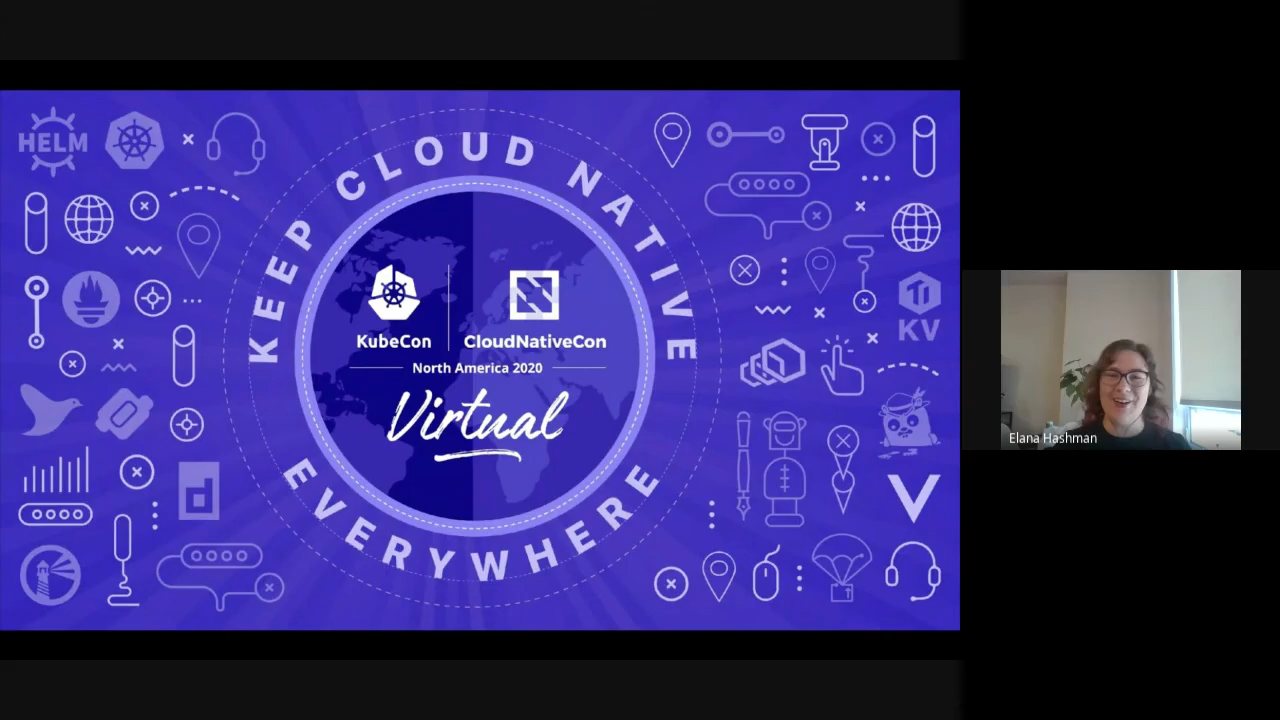 KEEP CLOUD NATIVE
HELM
KubeCon
CloudNativeCon
North America 2020
Virtual
EVERYWHERE
d
KV
Elana Hashman